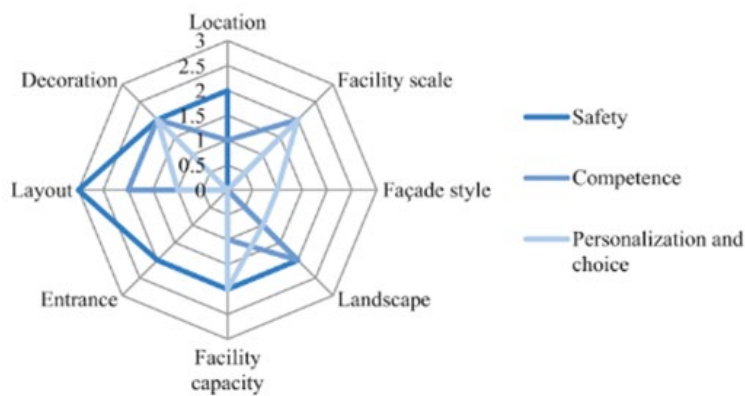 Location
3
2.5
2
1.5
1
0.5
0
Decoration
Facility scale
Layout
Façade style
Entrance
Landscape
Facility
capacity
Safety
Competence
Personalization and
choice